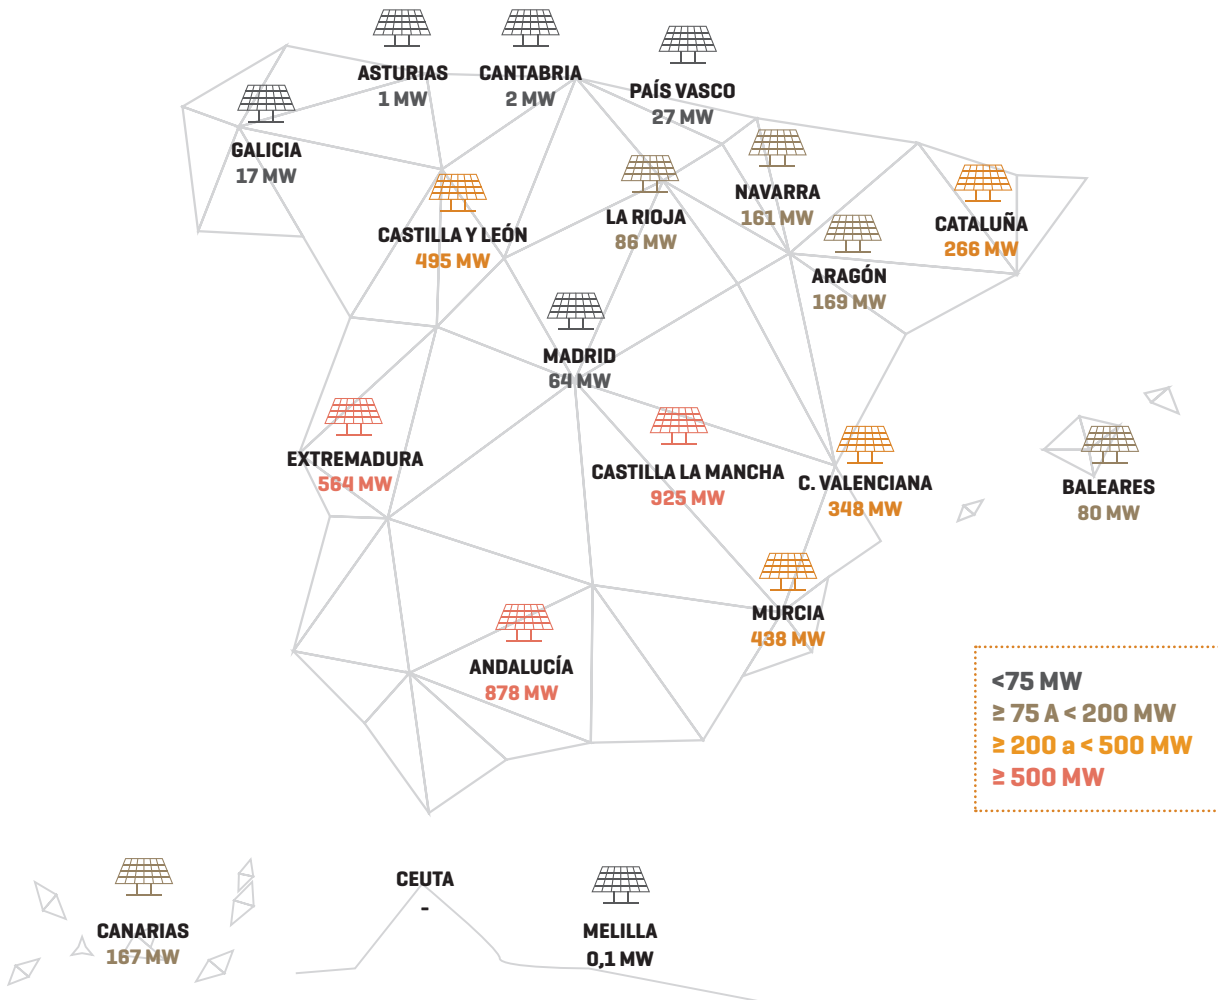 ASTURIAS
1 MW
CANTABRIA
2 MW
PAÍS VASCO
27 MW
GALICIA
17 MW
NAVARRA
161 MW
LA RIOJA
86 MW
CATALUÑA
266 MW
CASTILLA Y LEÓN
495 MW
ARAGÓN
169 MW
MADRID
64 MW
EXTREMADURA
564 MW
CASTILLA LA MANCHA
925 MW
C. VALENCIANA
348 MW
BALEARES
80 MW
MURCIA
438 MW
ANDALUCÍA
878 MW
<75 MW
≥ 75 A < 200 MW
≥ 200 a < 500 MW
≥ 500 MW
CEUTA
-
CANARIAS
167 MW
MELILLA
0,1 MW